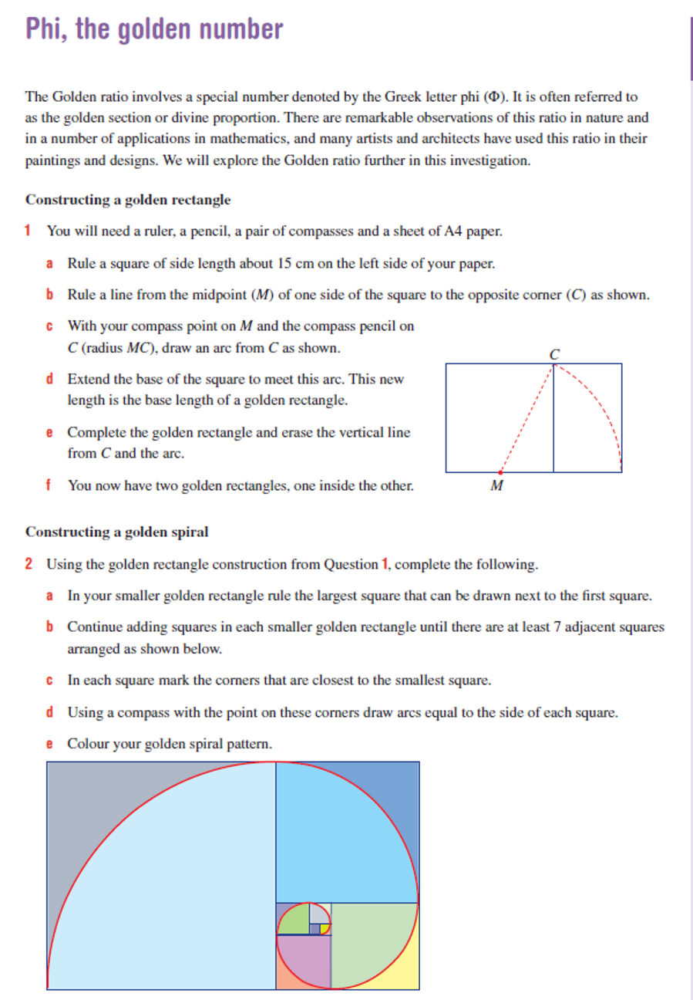 Phi, the golden number
The Golden ratio involves a special number denoted by the Greek letter phi (Φ). It is often referred to
as the golden section or divine proportion. There are remarkable observations of this ratio in nature and
in a number of applications in mathematics, and many artists and architects have used this ratio in their
paintings and designs. We will explore the Golden ratio further in this investigation.
Constructing a golden rectangle
1 You will need a ruler, a pencil, a pair of compasses and a sheet of A4 paper.
a Rule a square of side length about 15 cm on the left side of your paper.
b Rule a line from the midpoint (M) of one side of the square to the opposite corner (C) as shown.
c With your compass point on M and the compass pencil on
C (radius MC), draw an arc from C as shown.
d Extend the base of the square to meet this arc. This new
length is the base length of a golden rectangle.
e Complete the golden rectangle and erase the vertical line
from C and the arc.
f You now have two golden rectangles, one inside the other.
C
M
Constructing a golden spiral
2 Using the golden rectangle construction from Question 1, complete the following.
a In your smaller golden rectangle rule the largest square that can be drawn next to the first square.
b Continue adding squares in each smaller golden rectangle until there are at least 7 adjacent squares
arranged as shown below.
c In each square mark the corners that are closest to the smallest square.
d Using a compass with the point on these corners draw arcs equal to the side of each square.
e Colour your golden spiral pattern.